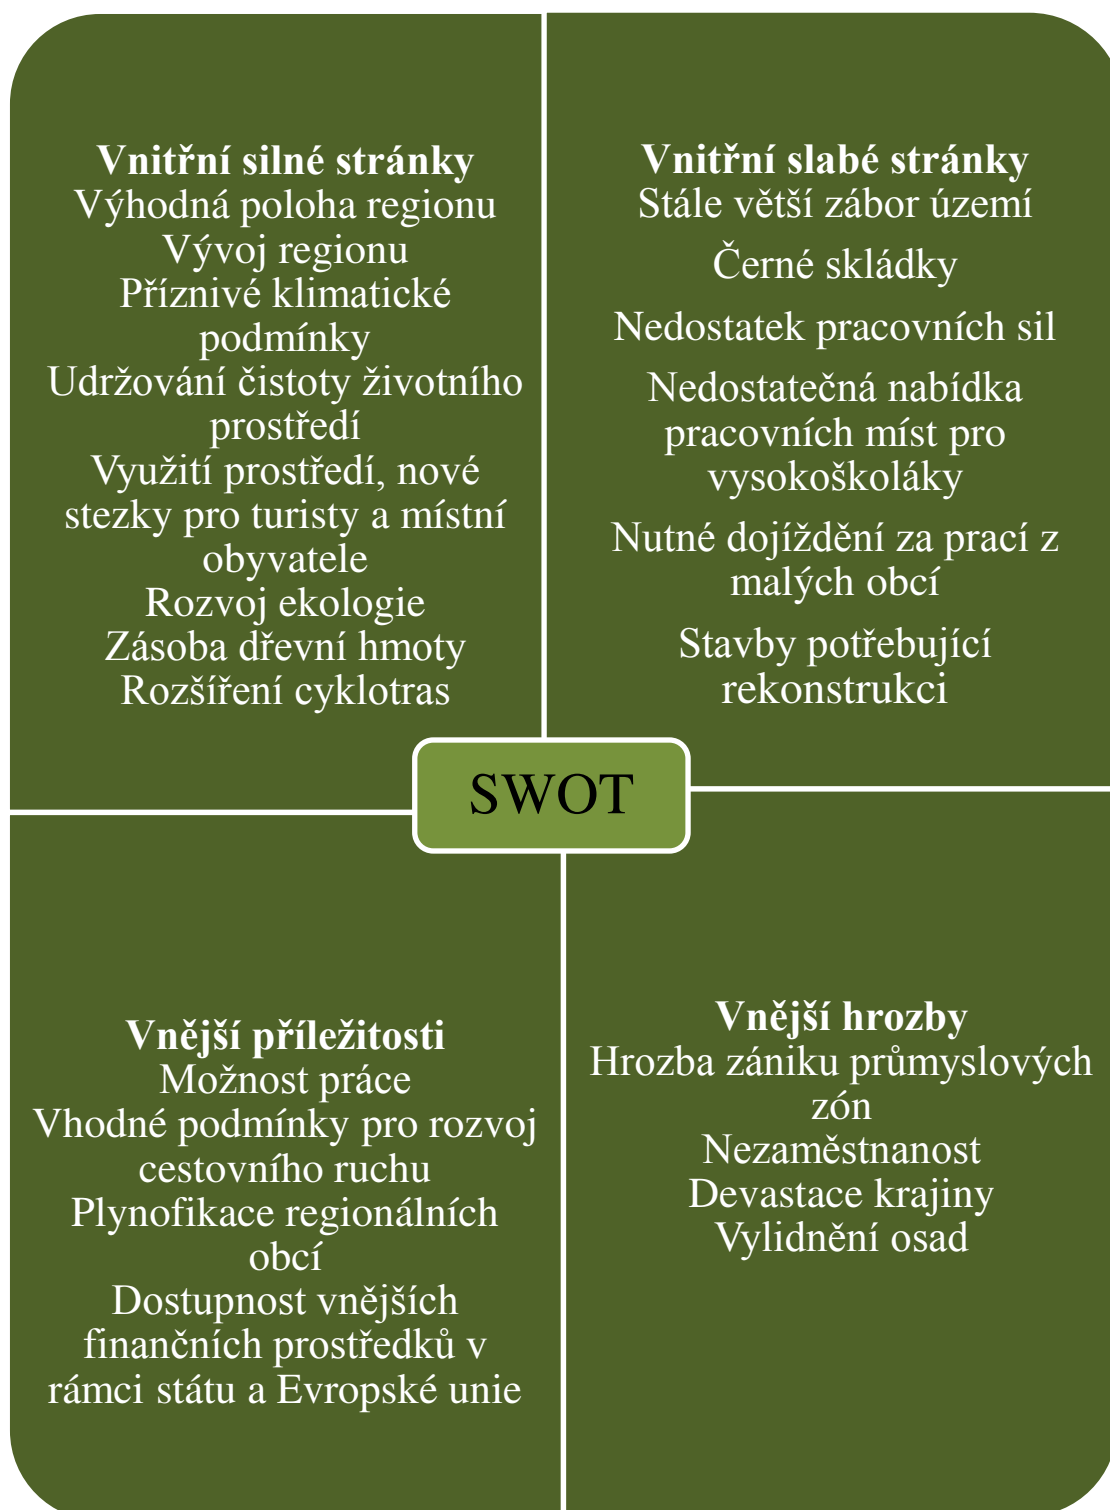 Vnitřní silné stránky
Výhodná poloha regionu
Vývoj regionu
Příznivé klimatické
podmínky
Udržování čistoty životního
prostředí
Využití prostředí, nové
stezky pro turisty a místní
obyvatele
Rozvoj ekologie
Zásoba dřevní hmoty
Rozšíření cyklotras
Vnitřní slabé stránky
Stále větší zábor území
Černé skládky
Nedostatek pracovních sil
Nedostatečná nabídka
pracovních míst pro
vysokoškoláky
Nutné dojíždění za prací z
malých obcí
Stavby potřebující
rekonstrukci
SWOT
Vnější příležitosti
Možnost práce
Vhodné podmínky pro rozvoj
cestovního ruchu
Plynofikace regionálních
obcí
Dostupnost vnějších
finančních prostředků v
rámci státu a Evropské unie
Vnější hrozby
Hrozba zániku průmyslových
zón
Nezaměstnanost
Devastace krajiny
Vylidnění osad